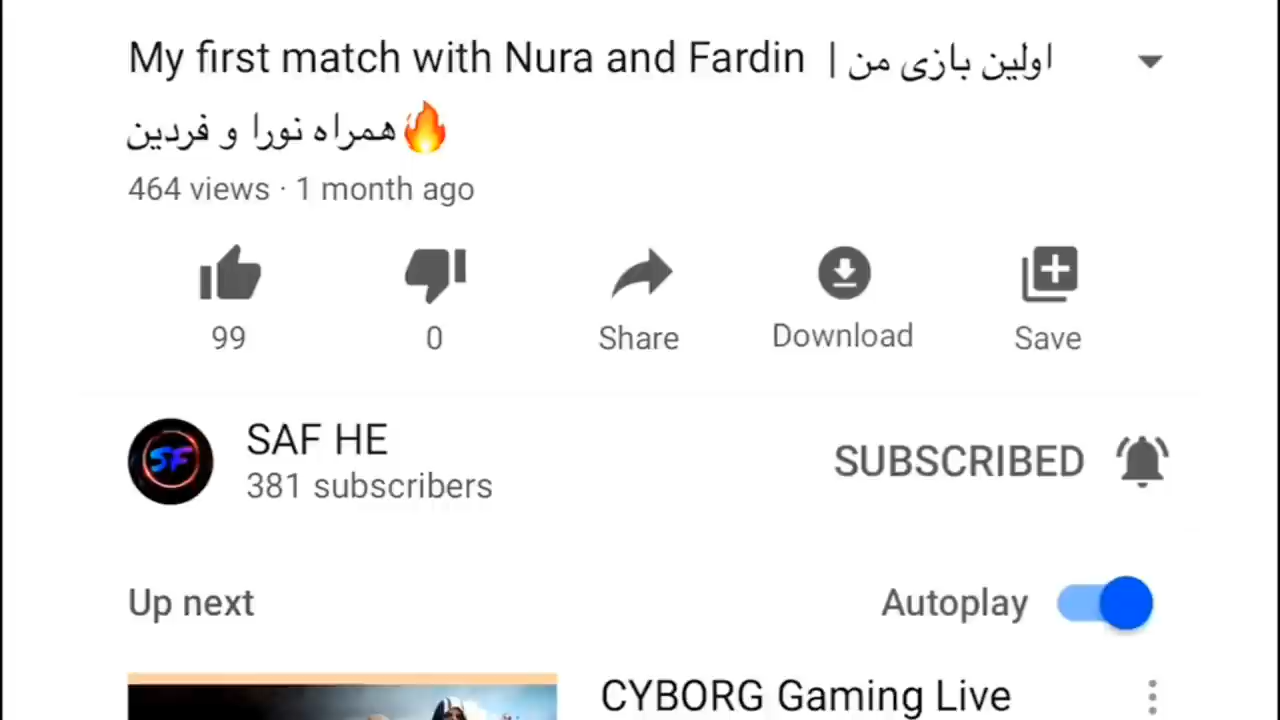 My first match with Nura and Fardin | اولین بازی من
همراه نورا و فردین🔥
464 views · 1 month ago
99
0
Share
Download
Save
SF
SAF HE
381 subscribers
SUBSCRIBED
Up next
Autoplay
CYBORG Gaming Live